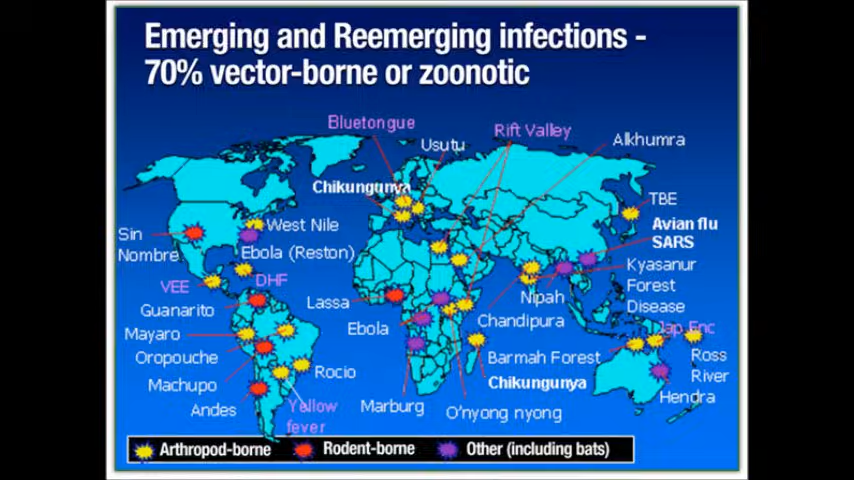 Emerging and Reemerging infections -
70% vector-borne or zoonotic
Bluetongue
Usutu
Rift Valley
Alkhumra
Chikungunya
TBE
Sin
Nombre
West Nile
Avian flu
SARS
Ebola (Reston)
Kyasanur
Forest
Disease
VEE
DHF
Nipah
Guanarito
Lassa
Chandipura
Ebola
Jap Enc
Mayaro
Oropouche
Barmah Forest
Ross
River
Rocio
Machupo
Chikungunya
Hendra
Andes
Yellow
fever
Marburg
O'nyong nyong
Arthropod-borne
Rodent-borne
Other (including bats)